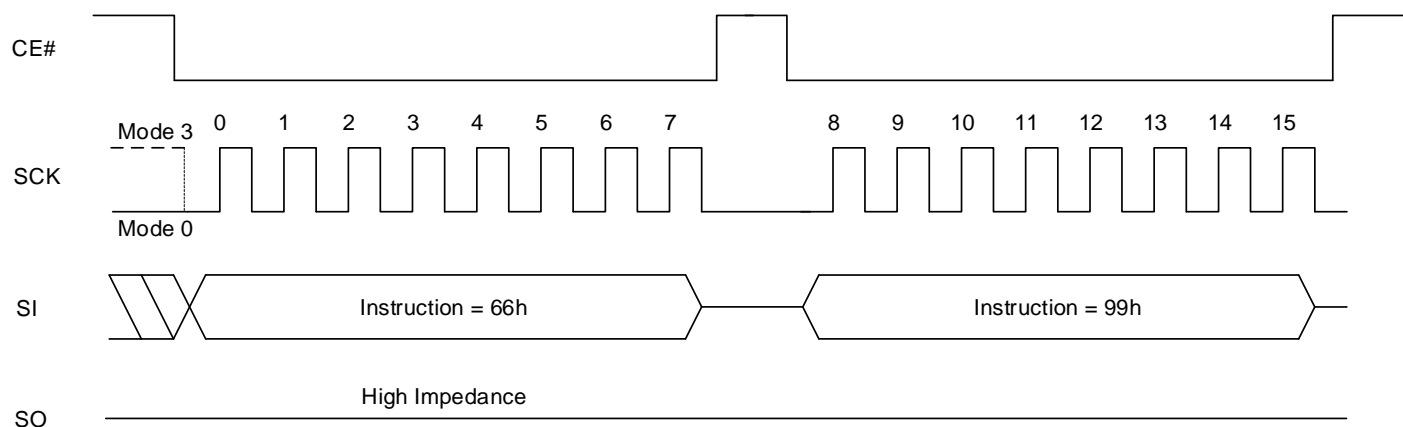 CE#
Mode 3
0 1 2 3 4 5 6 7 8 9 10 11 12 13 14 15
SCK
Mode 0
SI
Instruction = 66h
Instruction = 99h
High Impedance
SO